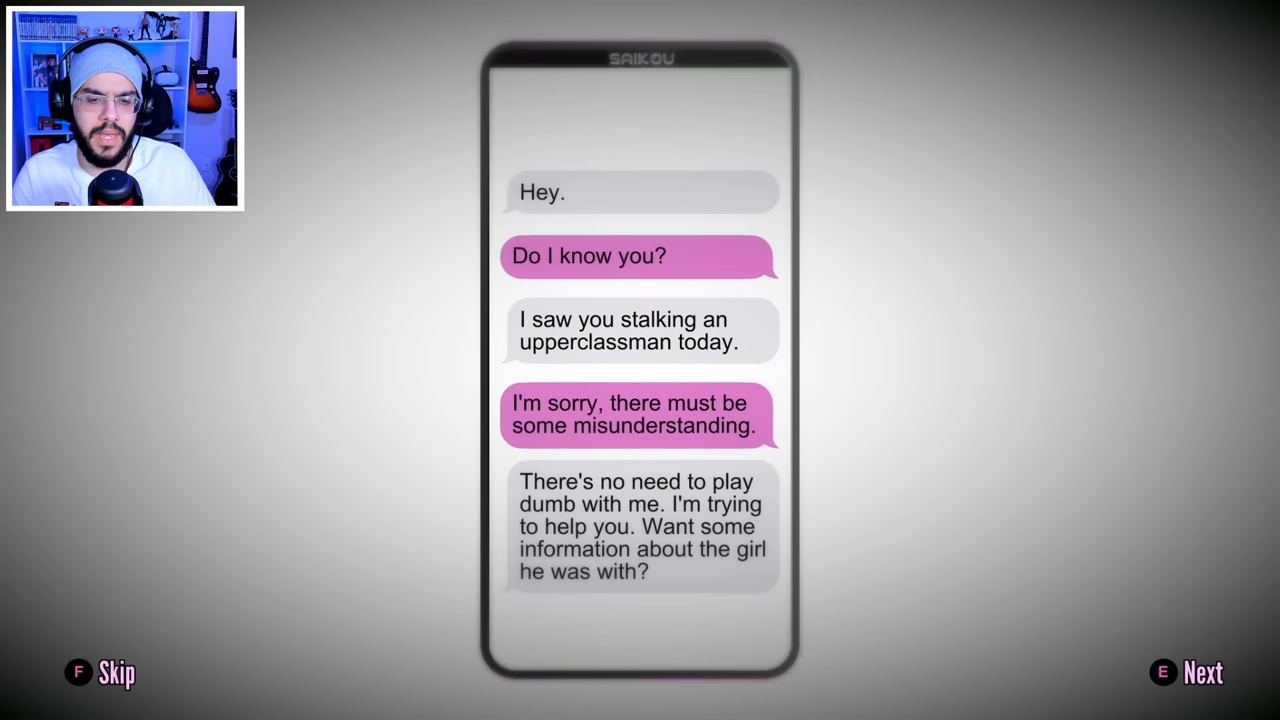 SAIKOU
Hey.
Do I know you?
I saw you stalking an
upperclassman today.
I'm sorry, there must be
some misunderstanding.
There's no need to play
dumb with me. I'm trying
to help you. Want some
information about the girl
he was with?
F Skip
E Next